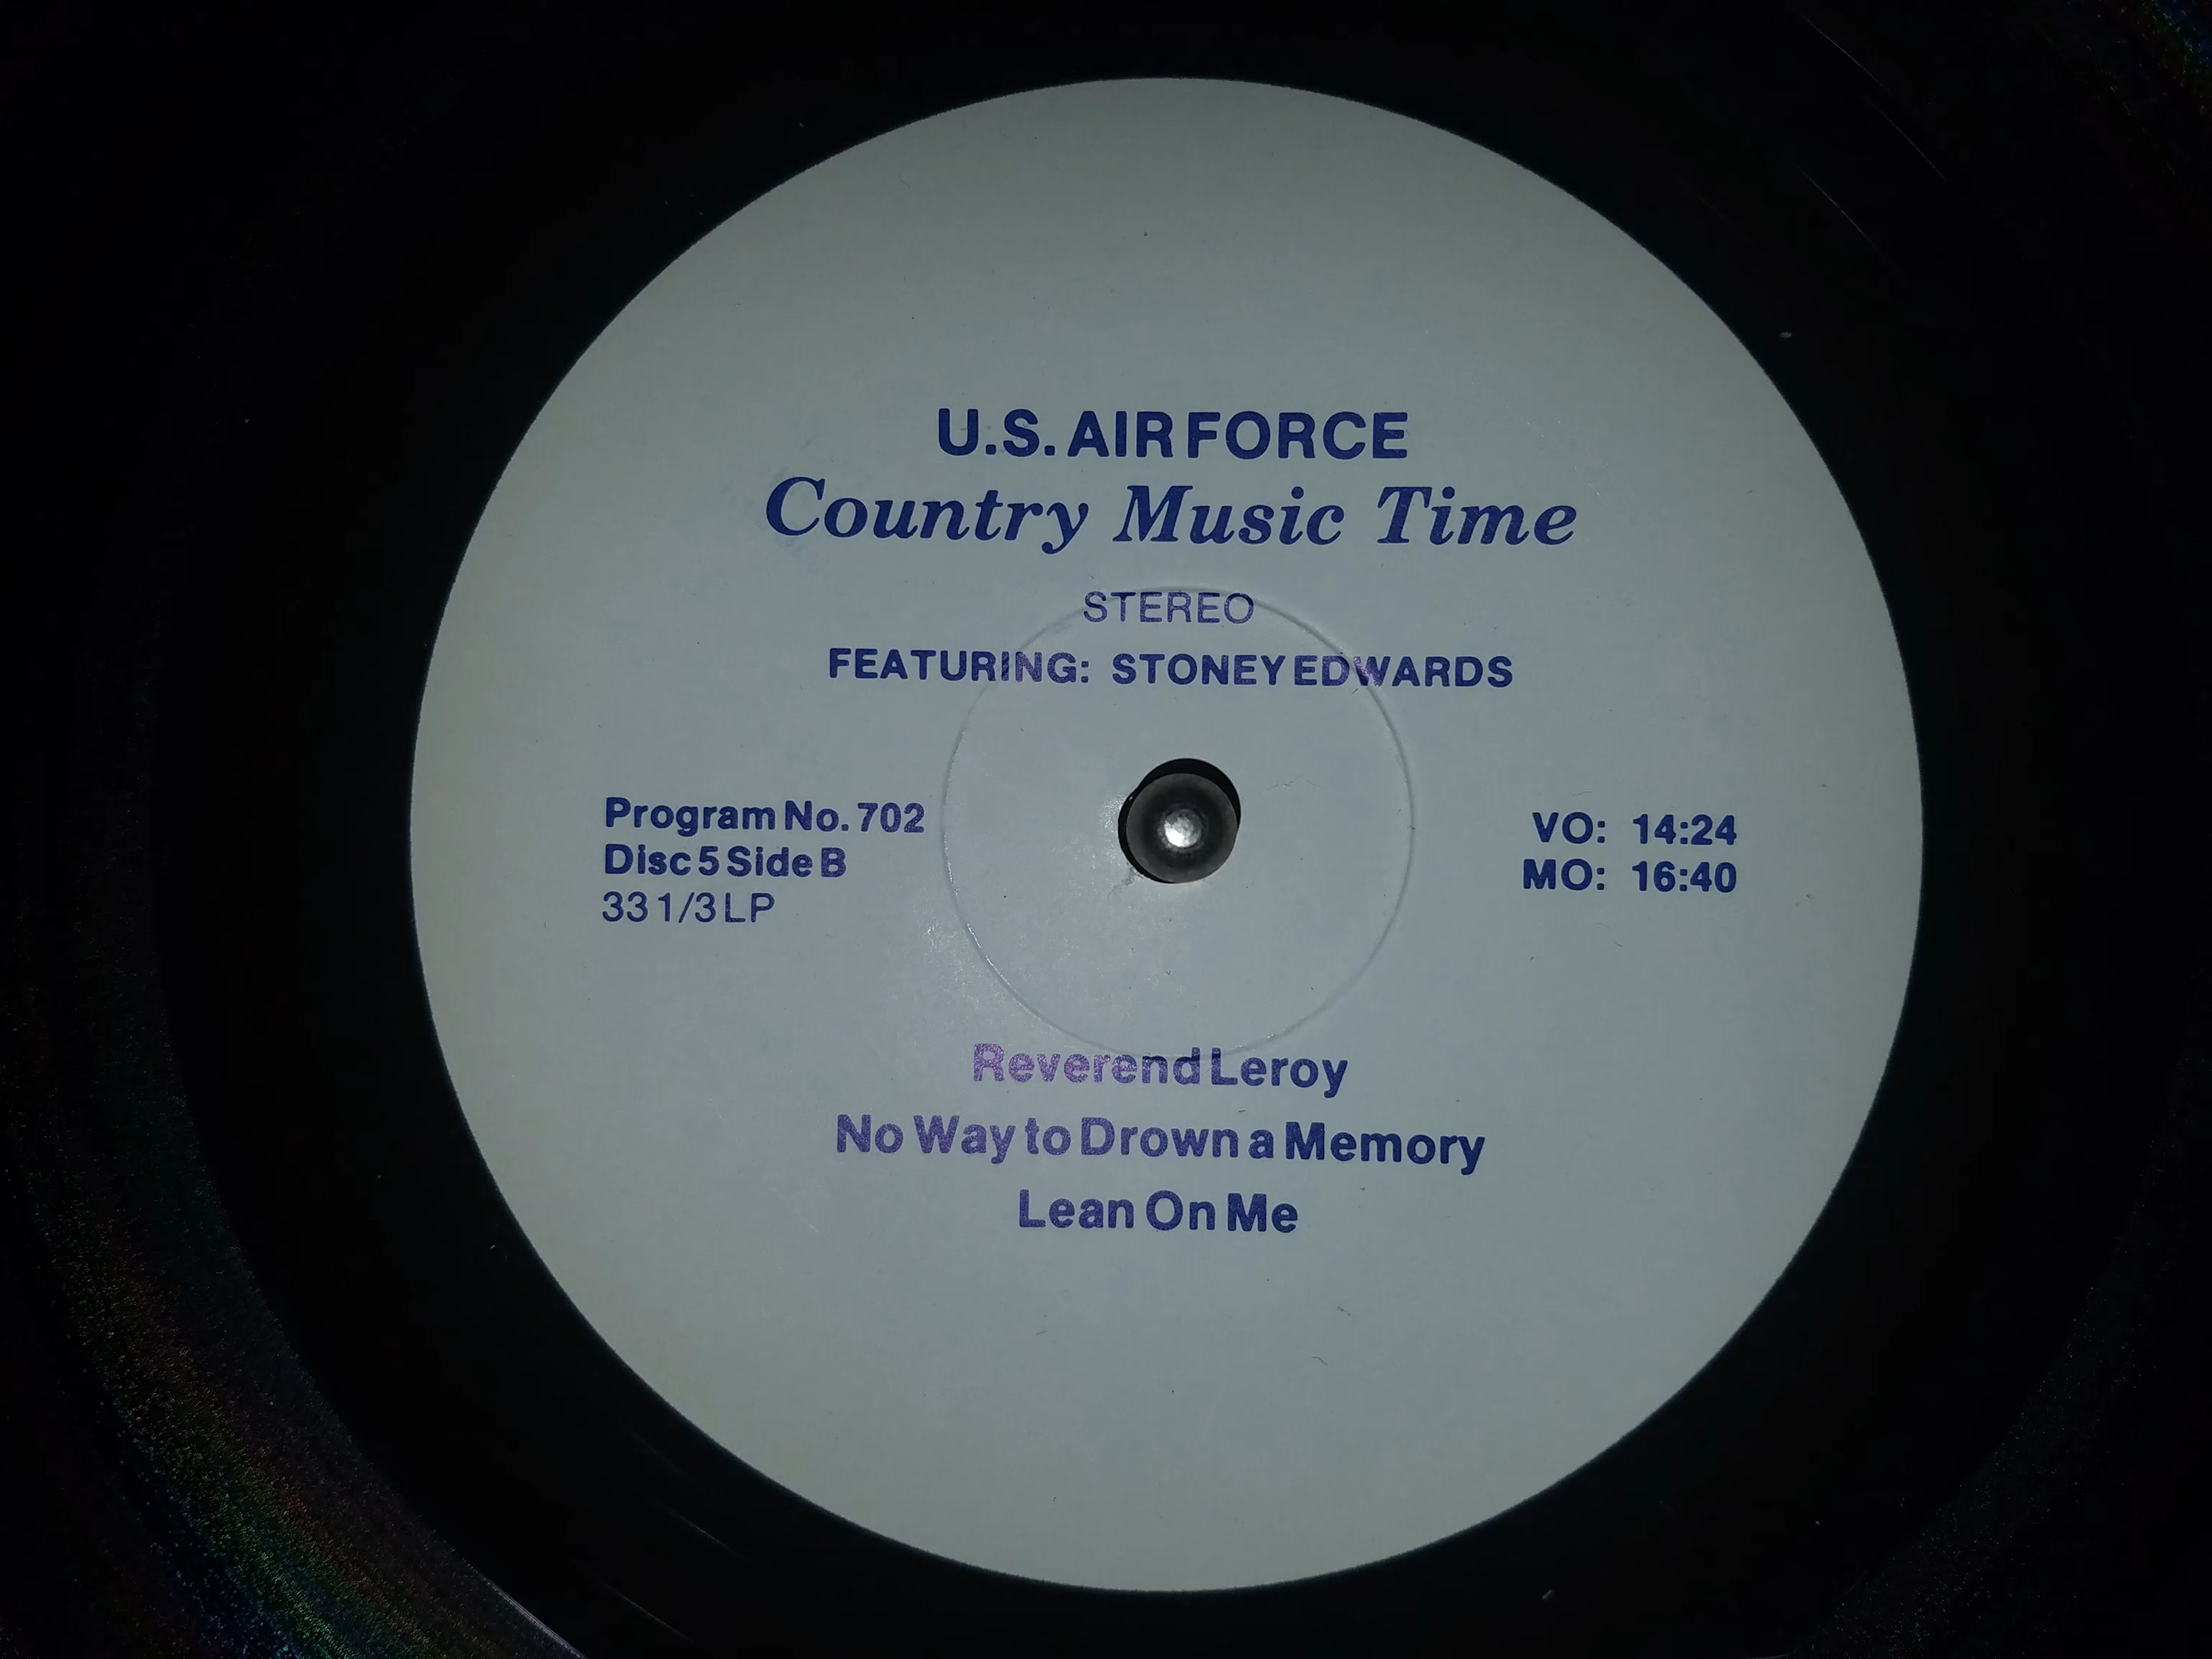 U.S. AIR FORCE
Country Music Time
STEREO
FEATURING: STONEY EDWARDS
Program No. 702
Disc 5 Side B
33 1/3 LP
VO: 14:24
MO: 16:40
Reverend Leroy
No Way to Drown a Memory
Lean On Me